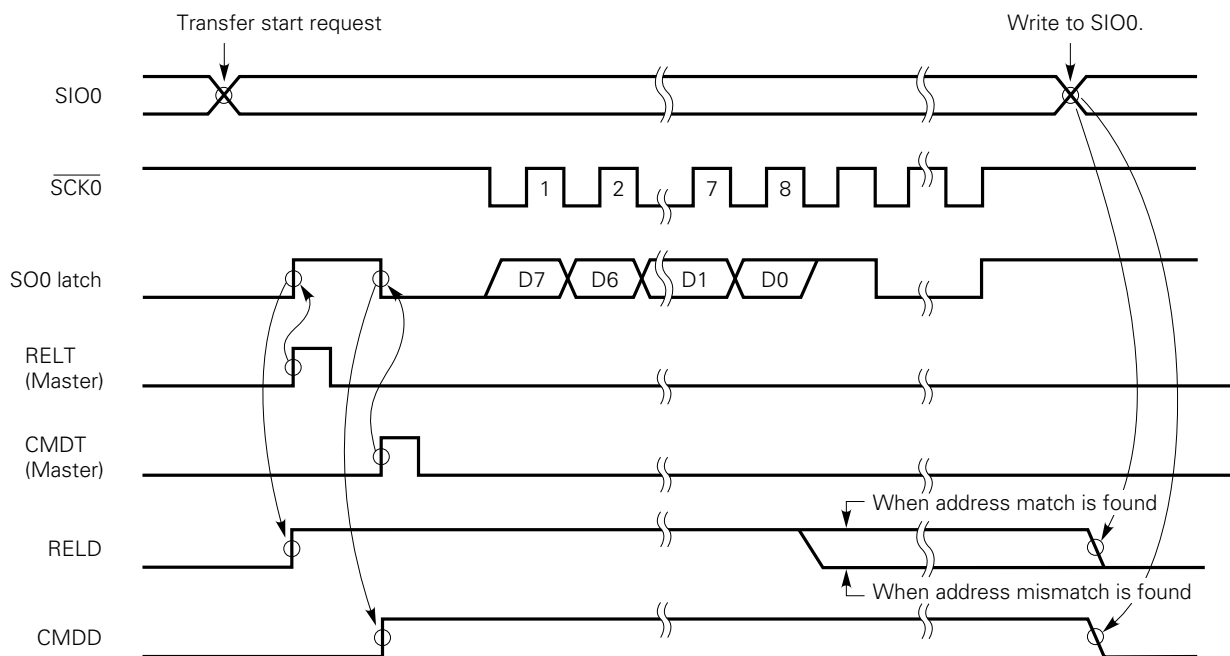 Transfer start request
Write to SIO0.
SIO0
SCK0
1 2 7 8
SO0 latch
D7 D6 D1 D0
RELT
(Master)
CMDT
(Master)
When address match is found
RELD
When address mismatch is found
CMDD